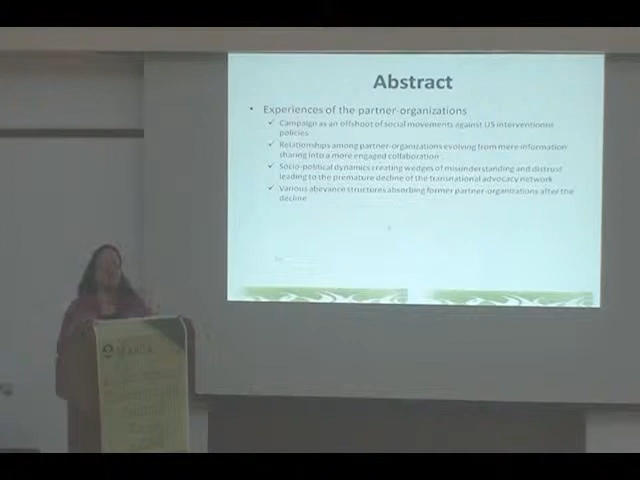 Abstract
• Experiences of the partner-organizations
✓ Campaign as an offshoot of social movements against US interventionist
policies
✓ Relationships among partner-organizations evolving from mere information
sharing into a more engaged collaboration
✓ Socio-political dynamics creating wedges of misunderstanding and distrust
leading to the premature decline of the transnational advocacy network
✓ Various abeyance structures absorbing former partner-organizations after the
decline